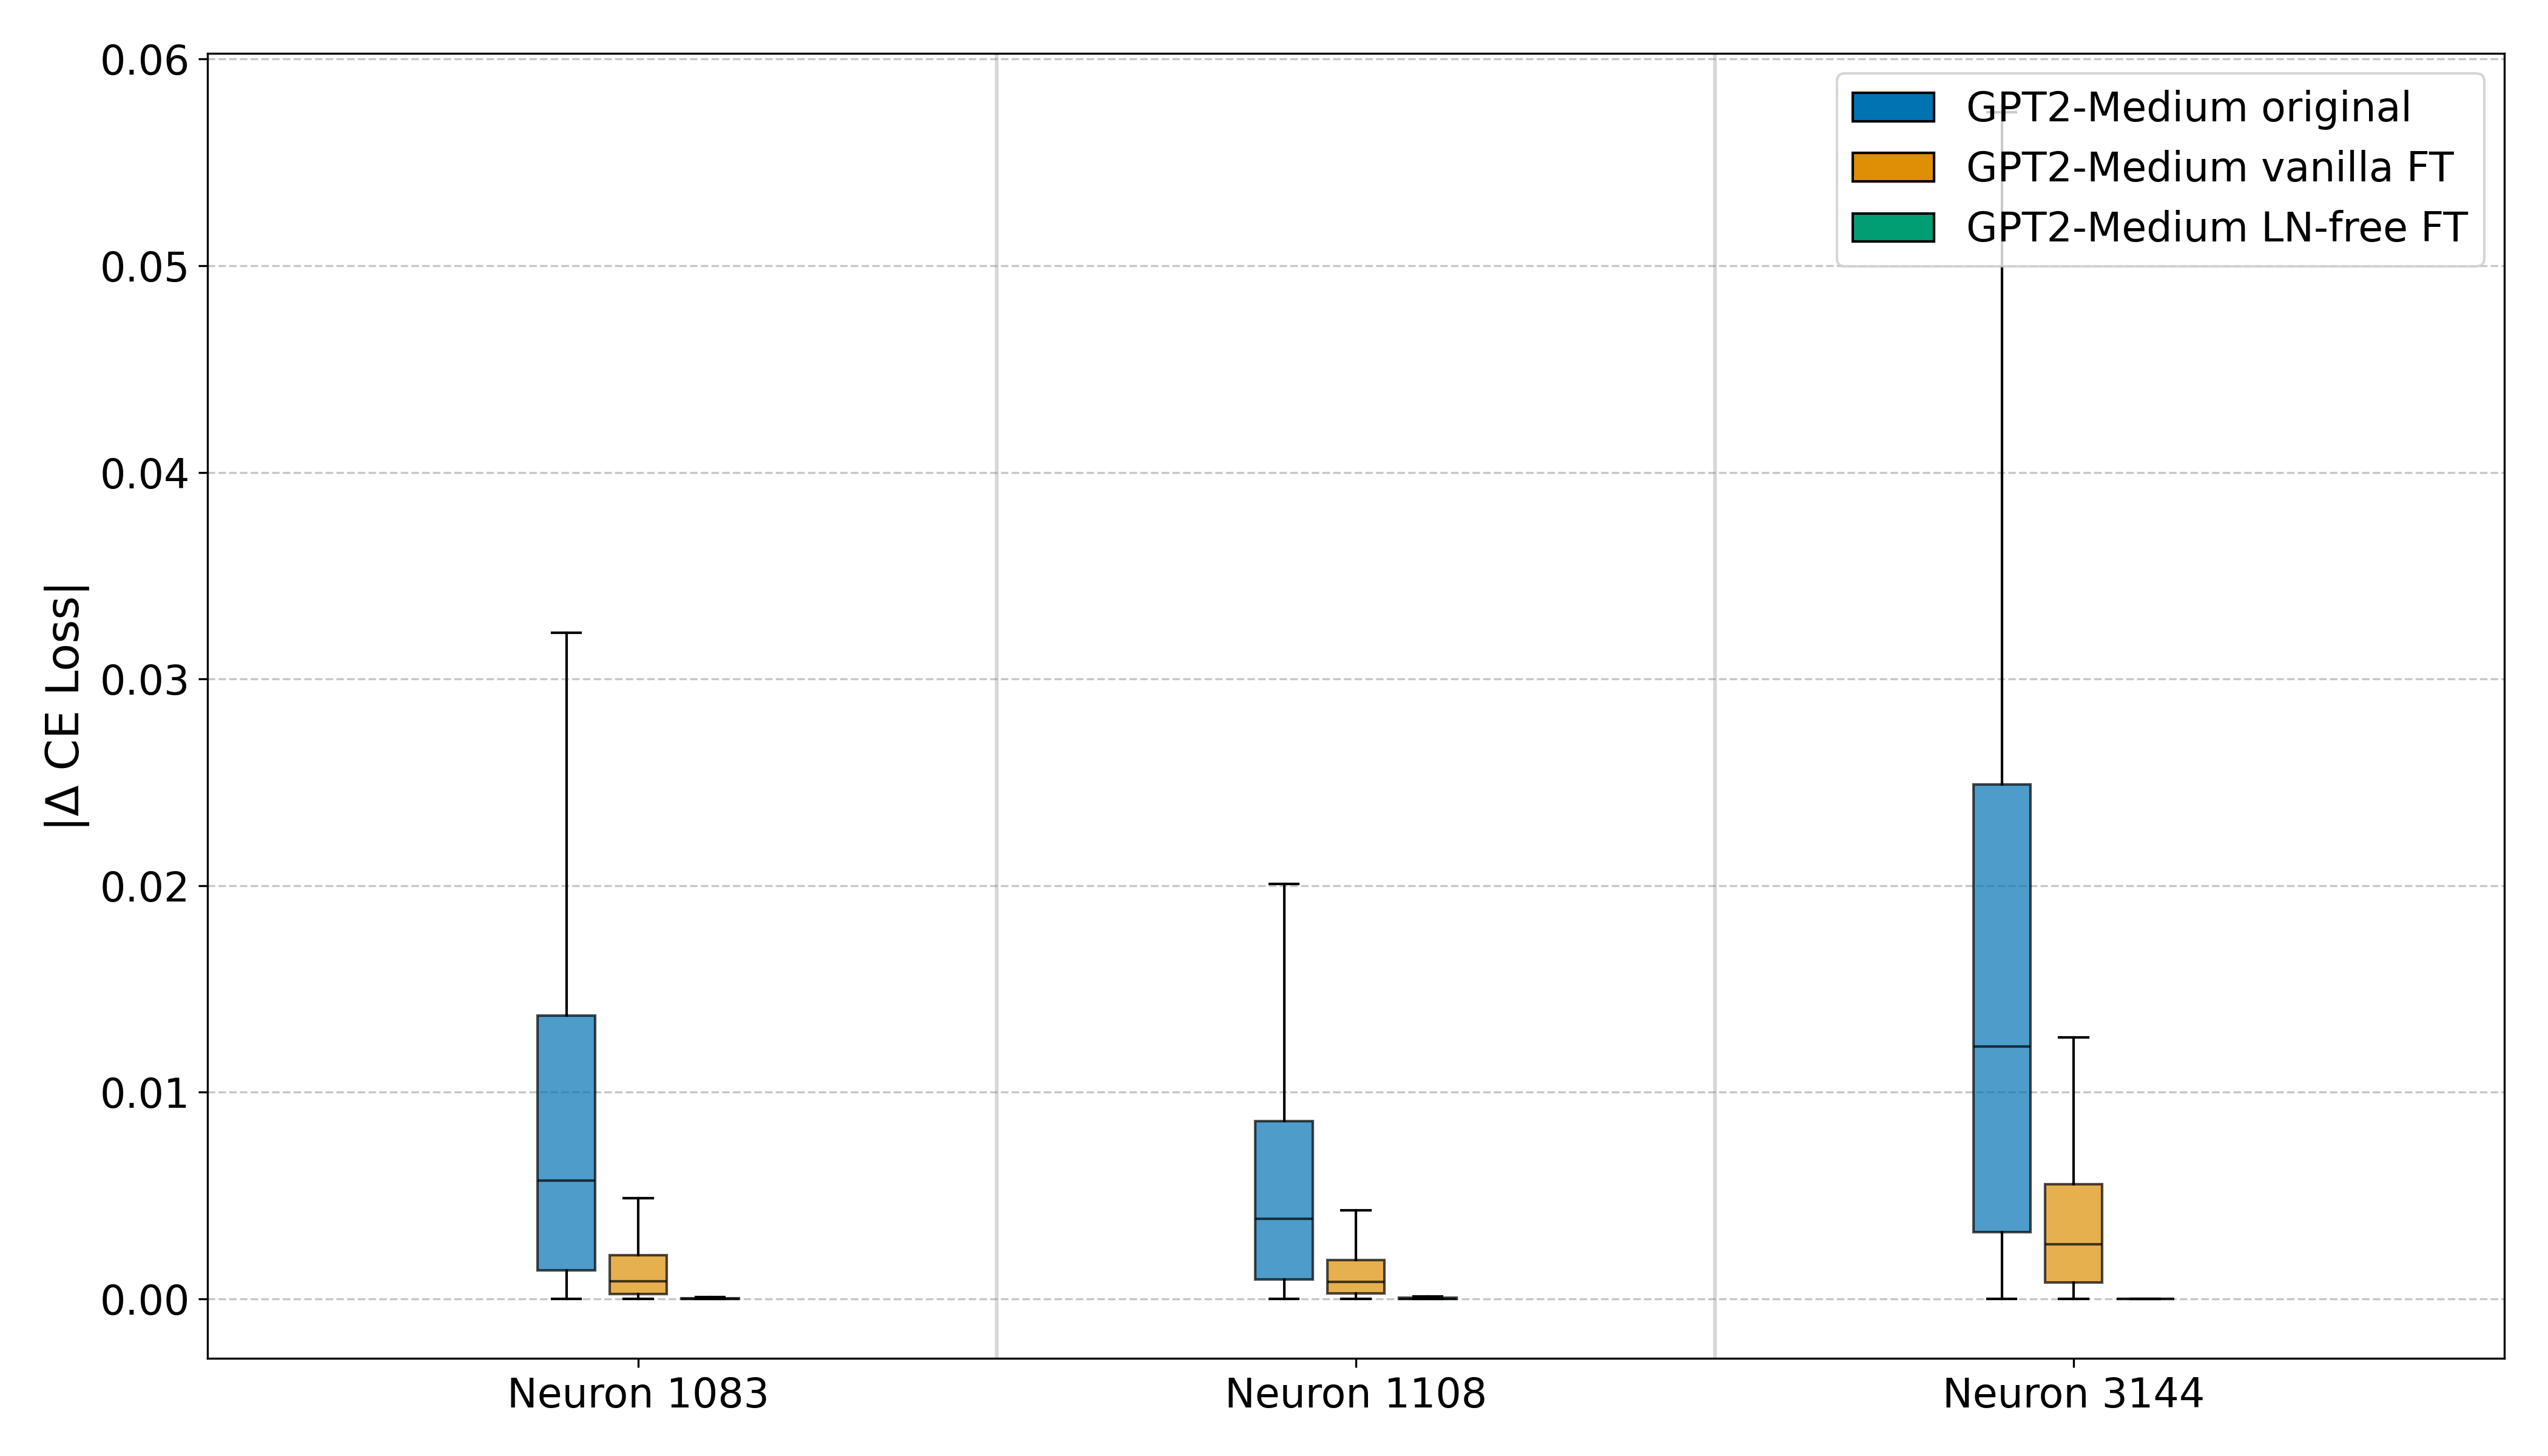 0.06
0.05
0.04
0.03
0.02
0.01
0.00
|Δ CE Loss|
GPT2-Medium original
GPT2-Medium vanilla FT
GPT2-Medium LN-free FT
Neuron 1083
Neuron 1108
Neuron 3144